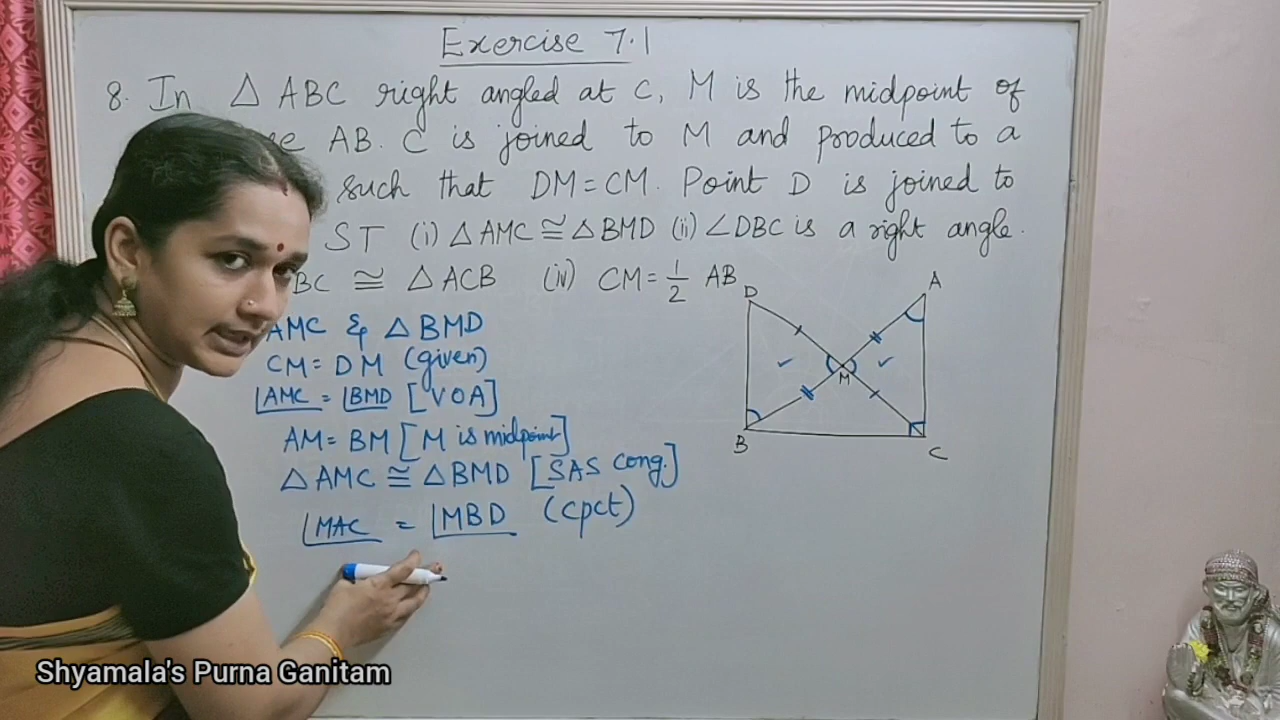 Exercise 7.1
8. In △ ABC right angled at C, M is the midpoint of
AB. C is joined to M and produced to a
such that DM = CM. Point D is joined to
ST (i) △AMC ≅ △BMD (ii) ∠DBC is a right angle.
BC ≅ △ ACB (iv) CM = 1/2 AB
D
A
AMC & △ BMD
CM = DM (given)
M
∠AMC = ∠BMD [VOA]
AM = BM [M is midpoint]
B
C
△ AMC ≅ △ BMD [SAS cong.]
∠MAC = ∠MBD (cpct)
Shyamala's Purna Ganitam